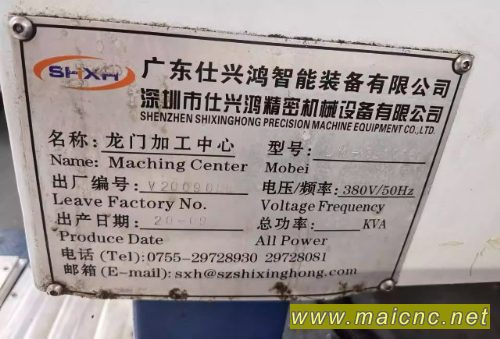 SHXH
广东仕兴鸿智能装备有限公司
深圳市仕兴鸿精密机械设备有限公司
SHENZHEN SHIXINGHONG PRECISION MACHINE EQUIPMENT CO.,LTD.
名称: 龙门加工中心 型号:
Name: Maching Center Mobei
出厂编号: 电压/频率: 380V/50Hz
Leave Factory No. Voltage Frequency
出产日期: 20-09 总功率: KVA
Produce Date All Power
电话(Tel):0755-29728930 29728081
邮箱(E-mail):sxh@szshixinghong.com
www.maicnc.net